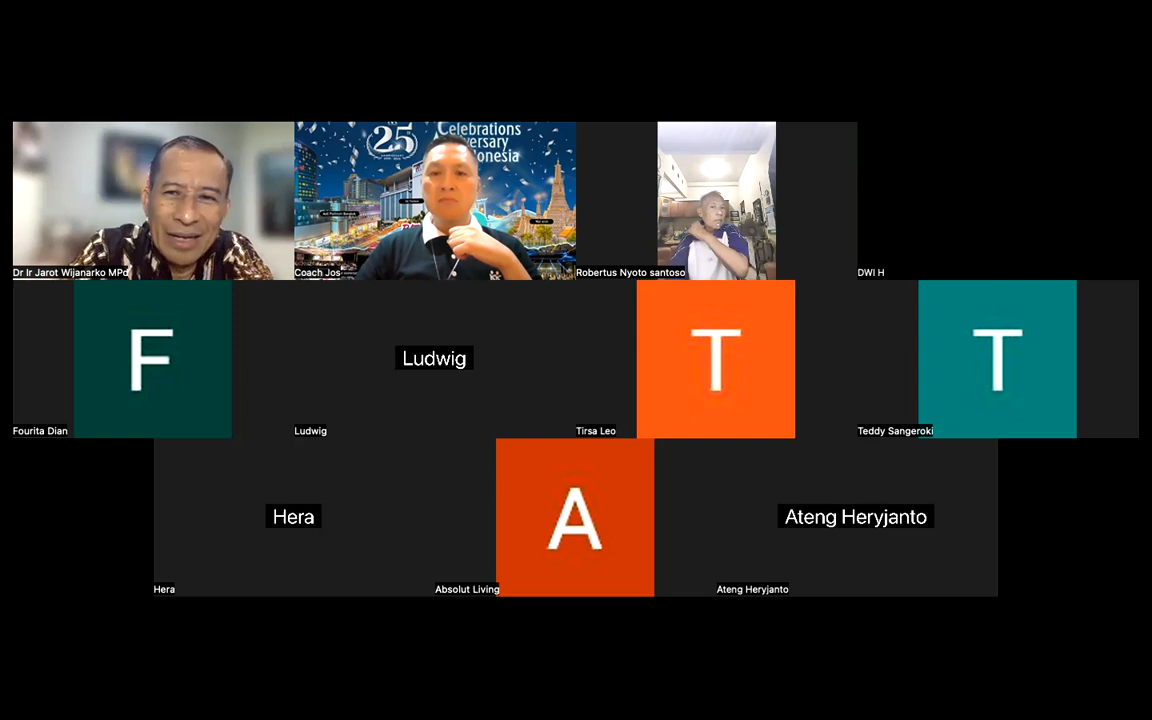 25
Celebrations
versary
onesia
Dr Ir Jarot Wijanarko MPd
Coach Jos
Robertus Nyoto santoso
DWI H
F
Ludwig
T
T
Fourita Dian
Ludwig
Tirsa Leo
Teddy Sangeroki
Hera
A
Ateng Heryjanto
Hera
Absolut Living
Ateng Heryjanto